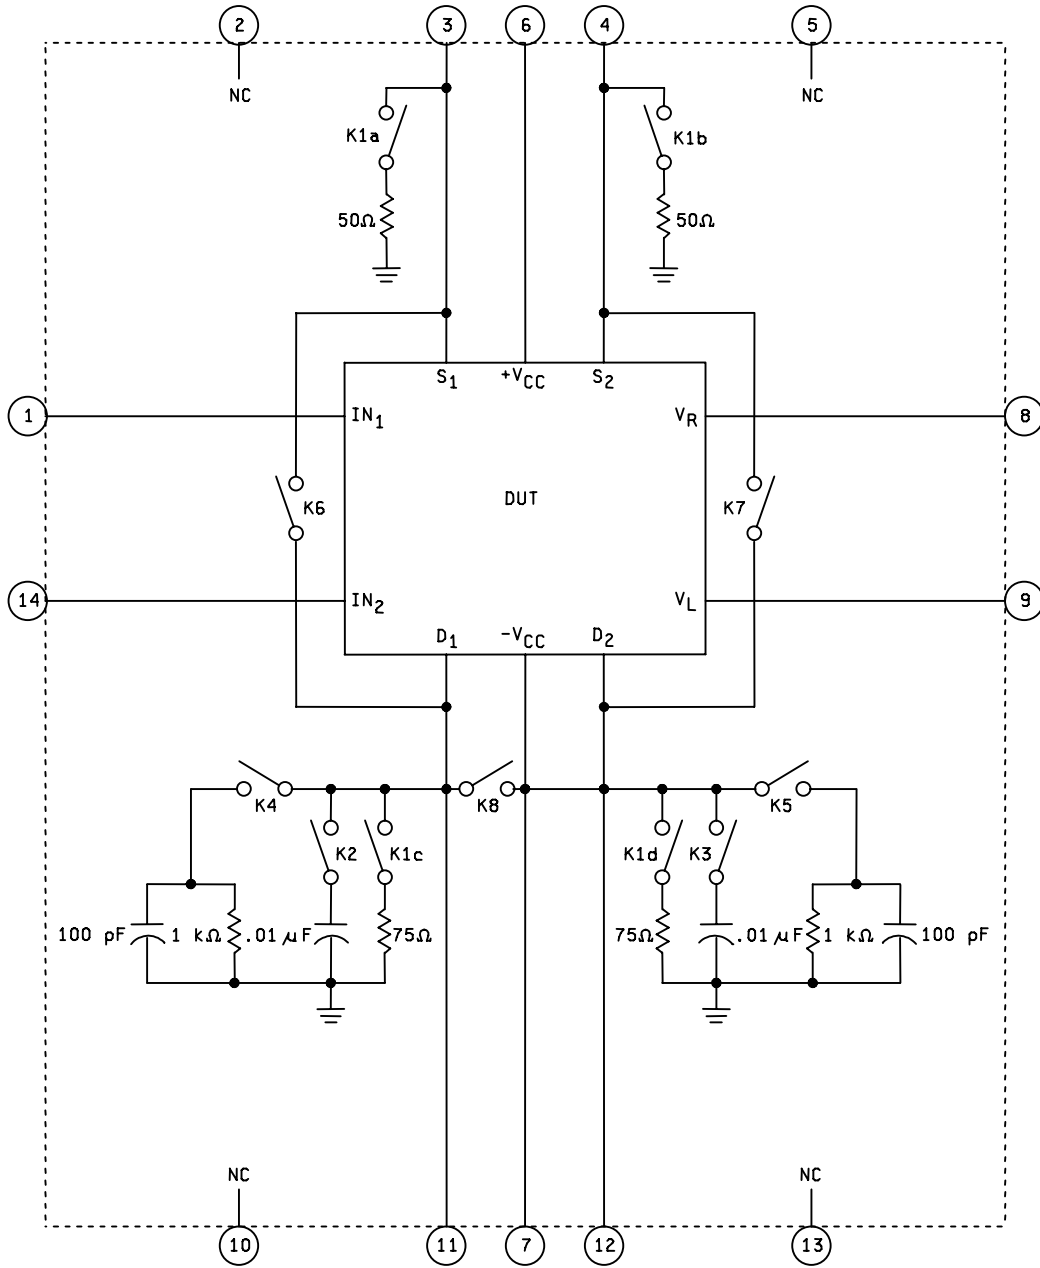 2 3 6 4 5
NC NC
K1a K1b
50Ω 50Ω
S1 +VCC S2
1 IN1 VR 8
K6 DUT K7
14 IN2 VL 9
D1 -VCC D2
K4 K8 K5
K2 K1c K1d K3
100 pF 1 kΩ .01 μF 75Ω 75Ω .01 μF 1 kΩ 100 pF
NC NC
10 11 7 12 13